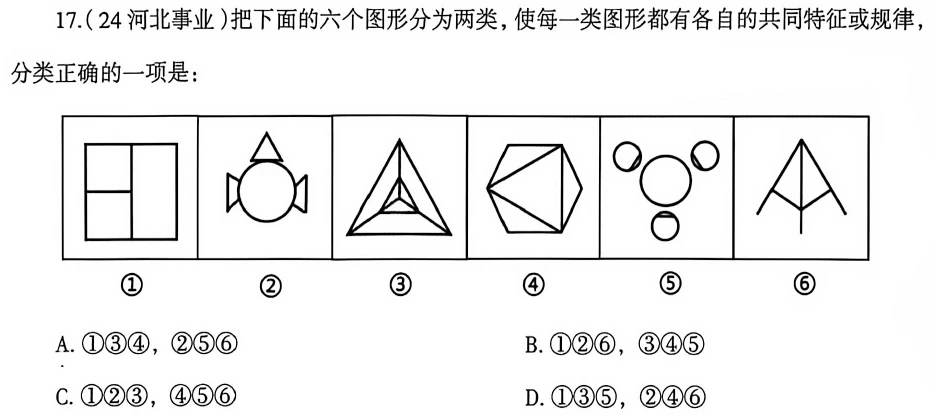 17.(24河北事业)把下面的六个图形分为两类,使每一类图形都有各自的共同特征或规律,
分类正确的一项是:
① ② ③ ④ ⑤ ⑥
A. ①③④, ②⑤⑥ B. ①②⑥, ③④⑤
C. ①②③, ④⑤⑥ D. ①③⑤, ②④⑥